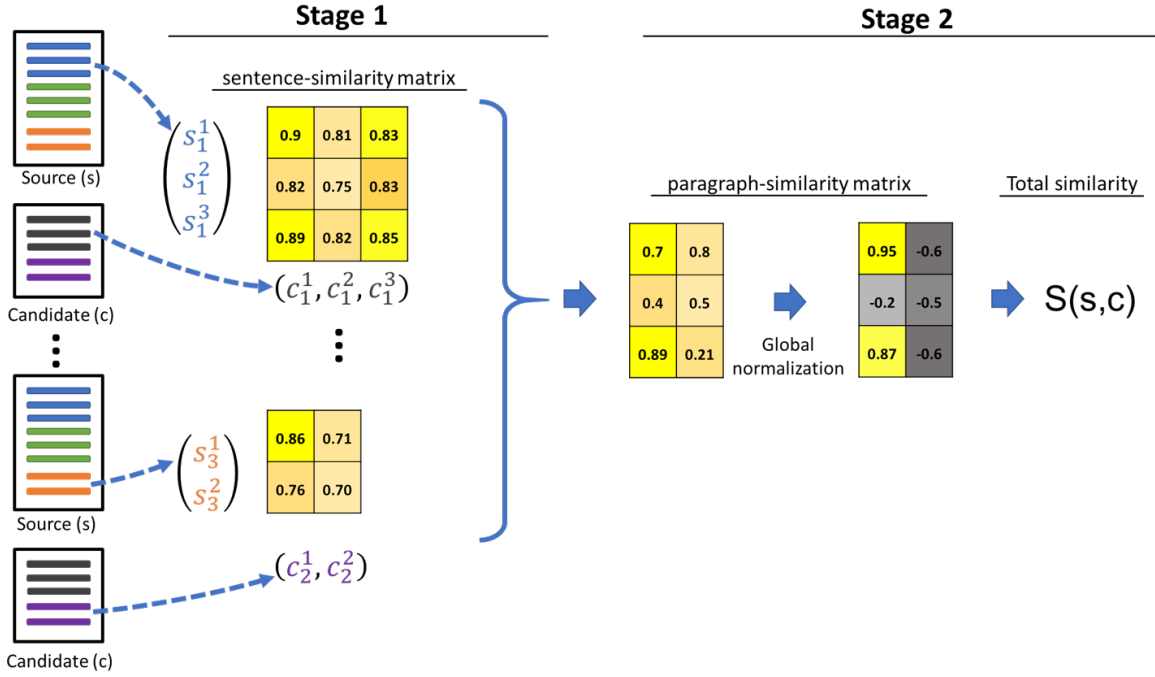 Stage 1
Stage 2
sentence-similarity matrix
0.9 0.81 0.83
0.82 0.75 0.83
0.89 0.82 0.85
s₁¹
s₁²
s₁³
Source (s)
(c₁¹, c₁², c₁³)
Candidate (c)
0.86 0.71
0.76 0.70
s₃¹
s₃²
Source (s)
(c₂¹, c₂²)
Candidate (c)
paragraph-similarity matrix
0.7 0.8
0.4 0.5
0.89 0.21
Global
normalization
0.95 -0.6
-0.2 -0.5
0.87 -0.6
Total similarity
S(s,c)